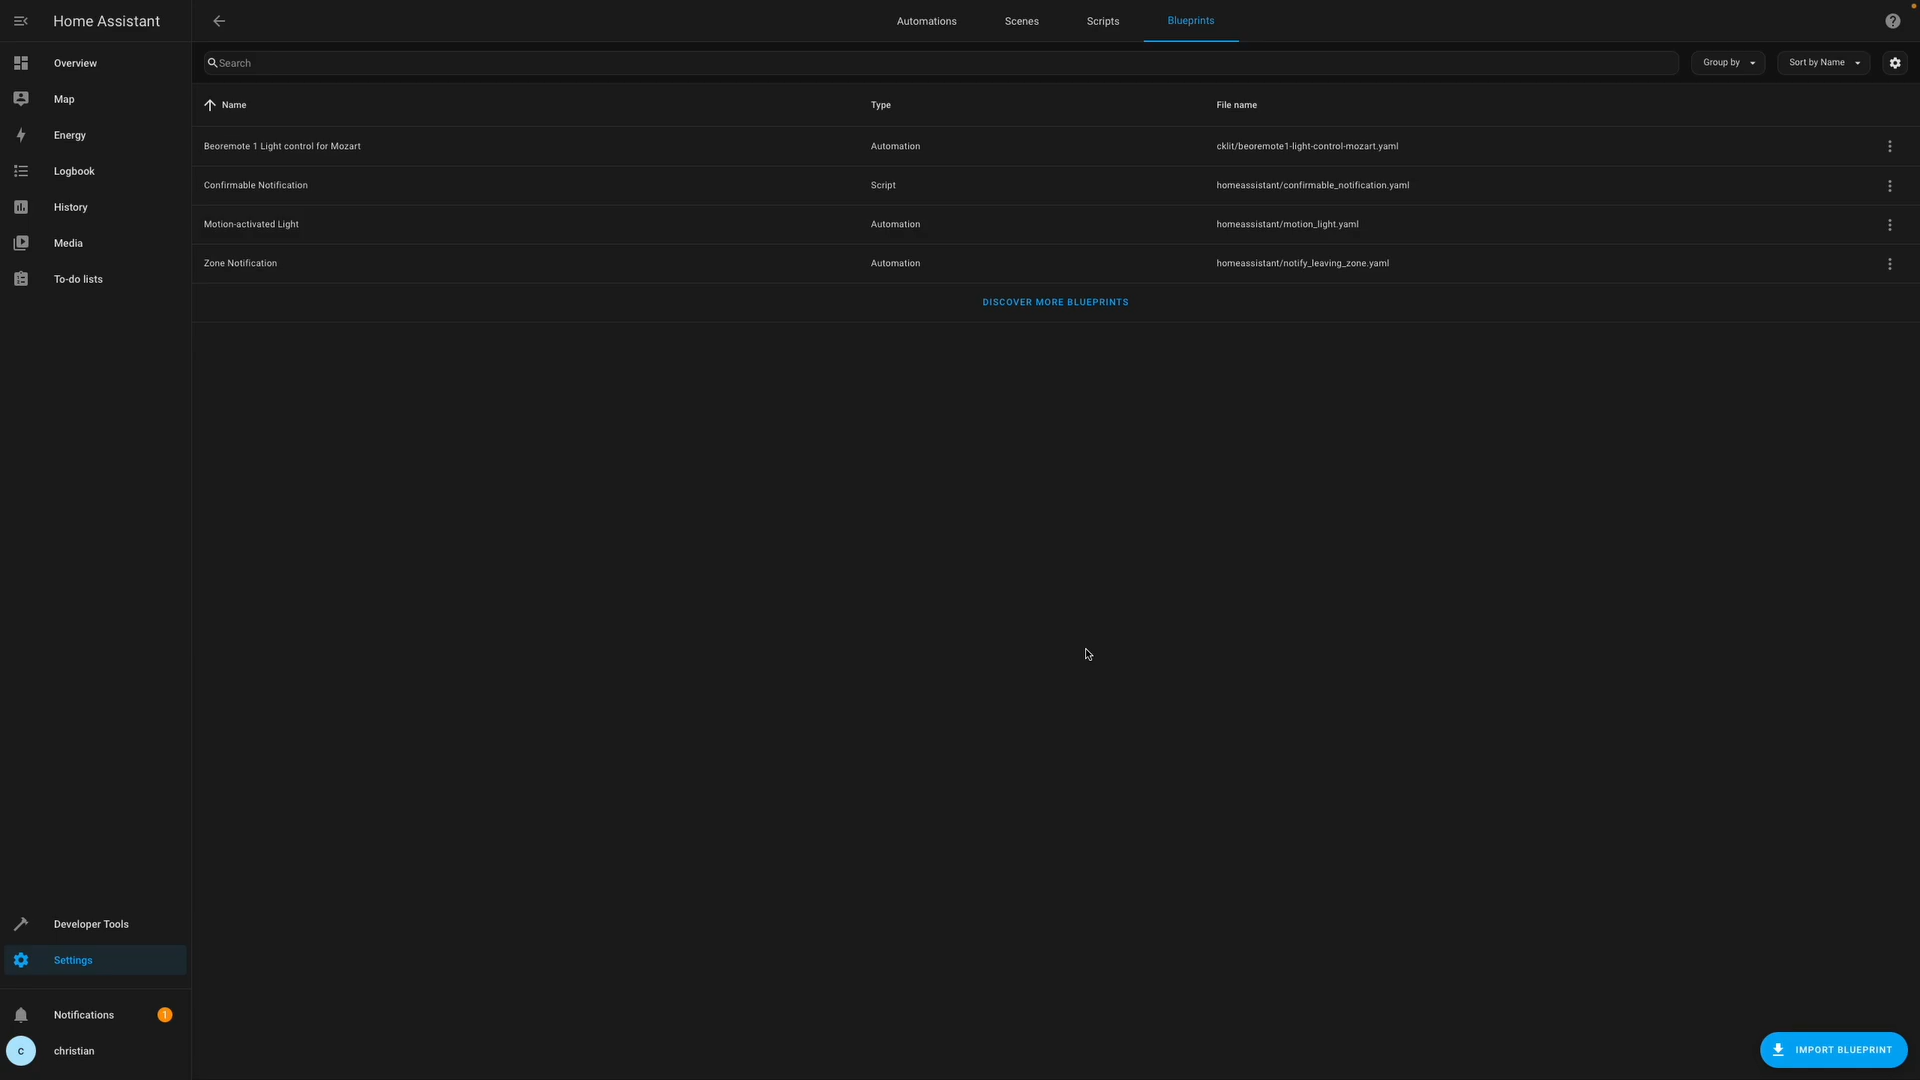 Home Assistant
Automations
Scenes
Scripts
Blueprints
Overview
Map
Energy
Logbook
History
Media
To-do lists
Search
Group by
Sort by Name
Name Type File name
Beoremote 1 Light control for Mozart Automation cklit/beoremote1-light-control-mozart.yaml
Confirmable Notification Script homeassistant/confirmable_notification.yaml
Motion-activated Light Automation homeassistant/motion_light.yaml
Zone Notification Automation homeassistant/notify_leaving_zone.yaml
DISCOVER MORE BLUEPRINTS
Developer Tools
Settings
Notifications 1
c christian
IMPORT BLUEPRINT